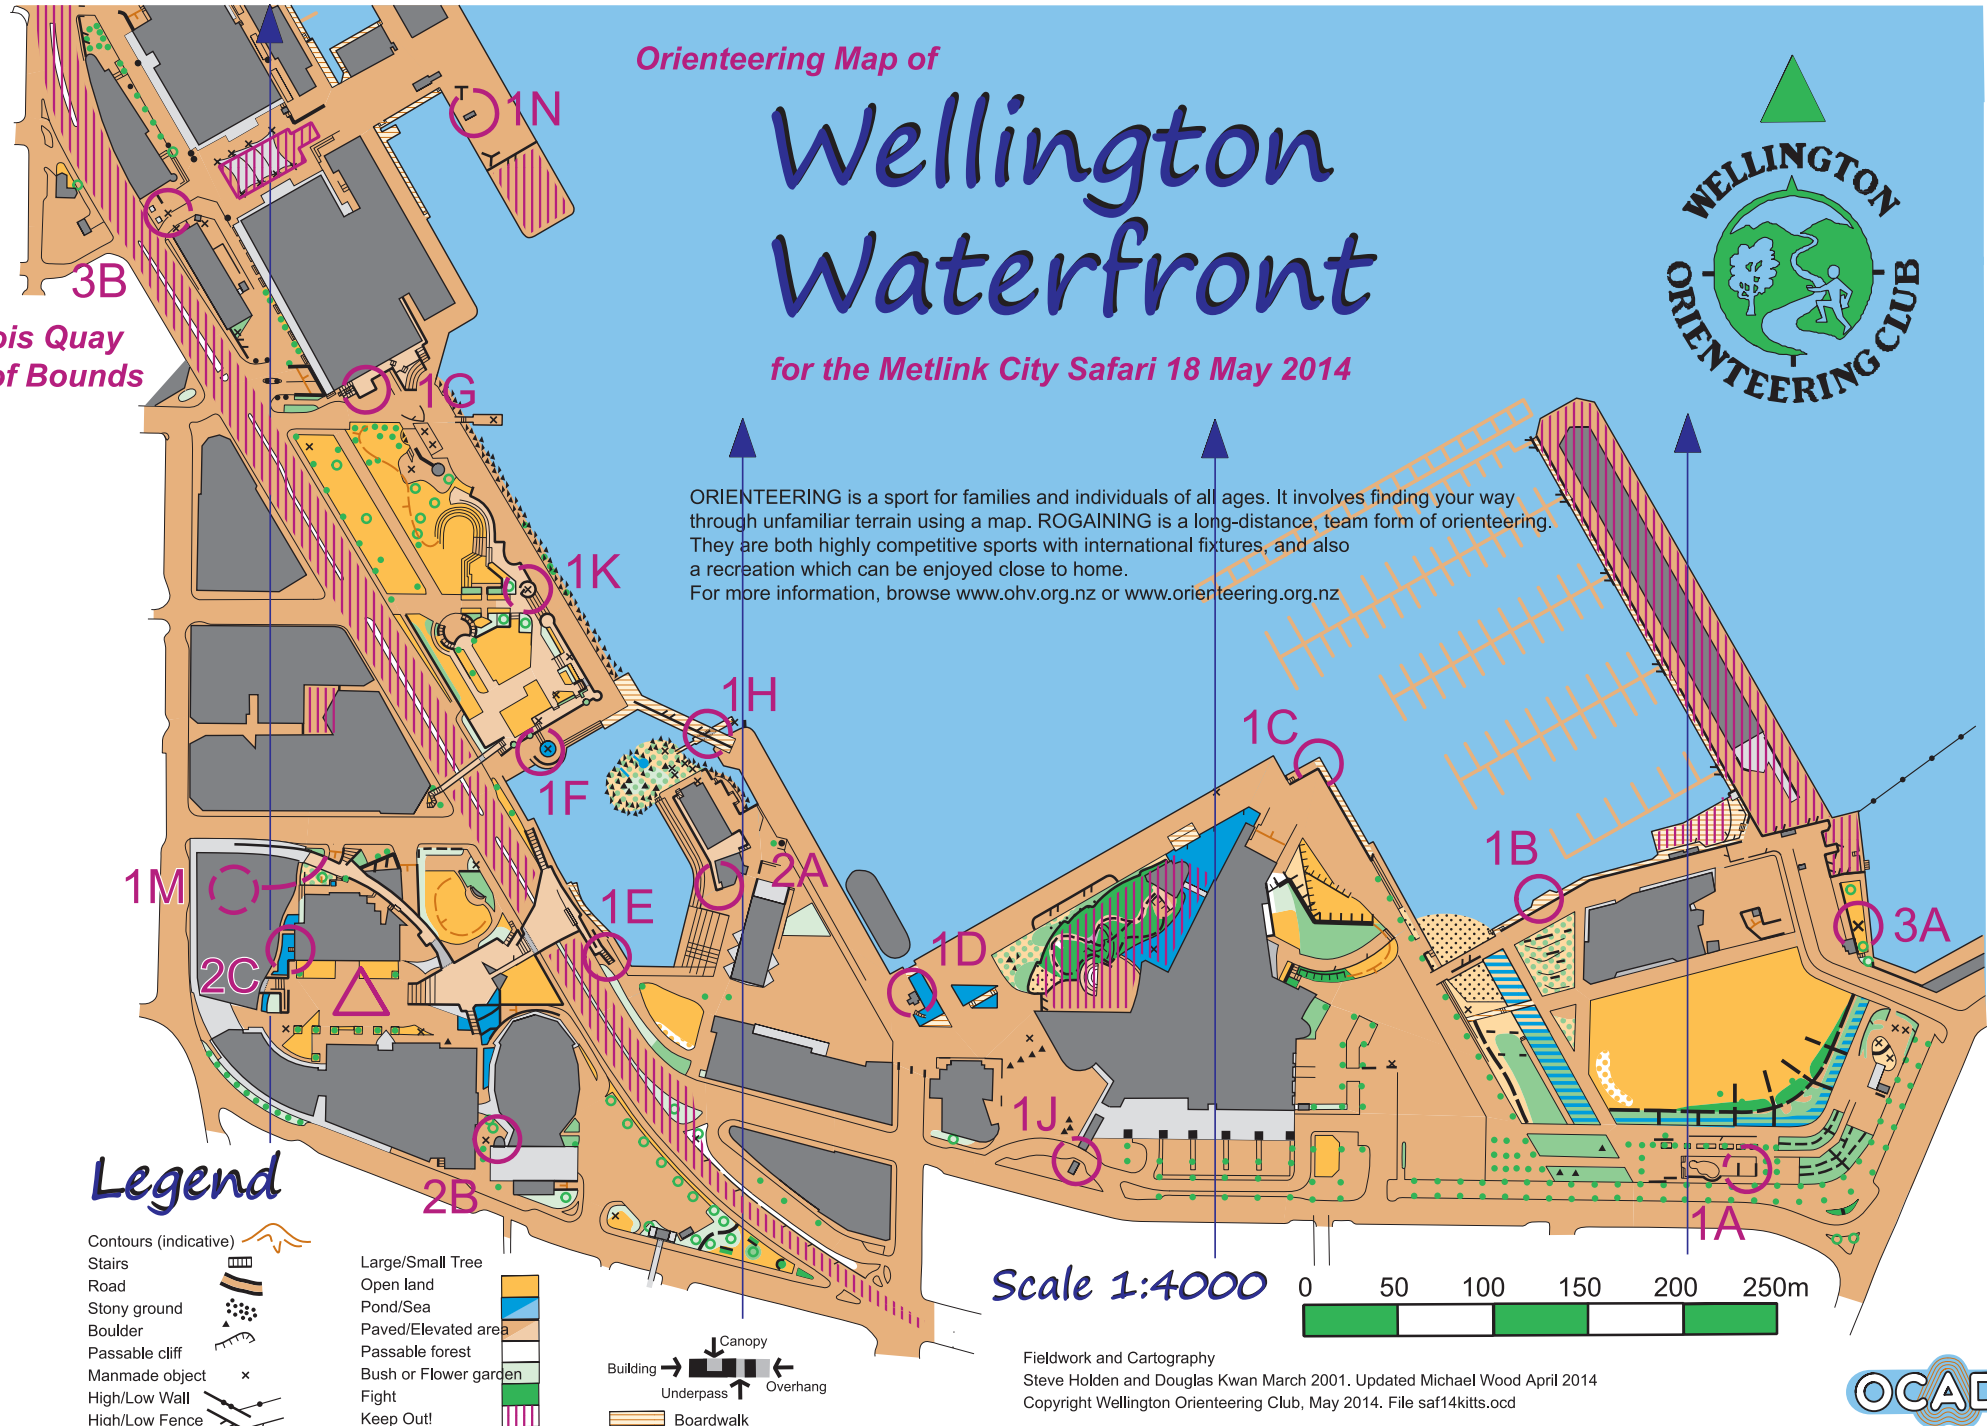 Orienteering Map of
Wellington
Waterfront
for the Metlink City Safari 18 May 2014
WELLINGTON
ORIENTEERING CLUB
ORIENTEERING is a sport for families and individuals of all ages. It involves finding your way
through unfamiliar terrain using a map. ROGAINING is a long-distance, team form of orienteering.
They are both highly competitive sports with international fixtures, and also
a recreation which can be enjoyed close to home.
For more information, browse www.ohv.org.nz or www.orienteering.org.nz
1N
3B
ois Quay
of Bounds
1G
1K
1H
1F
1C
1B
1M
2A
1E
3A
2C
1D
1J
2B
1A
Legend
Contours (indicative)
Stairs
Road
Stony ground
Boulder
Passable cliff
Manmade object
High/Low Wall
High/Low Fence
Large/Small Tree
Open land
Pond/Sea
Paved/Elevated area
Passable forest
Bush or Flower garden
Fight
Keep Out!
Canopy
Building
Underpass
Overhang
Boardwalk
Scale 1:4000
0 50 100 150 200 250m
Fieldwork and Cartography
Steve Holden and Douglas Kwan March 2001. Updated Michael Wood April 2014
Copyright Wellington Orienteering Club, May 2014. File saf14kitts.ocd
OCAD